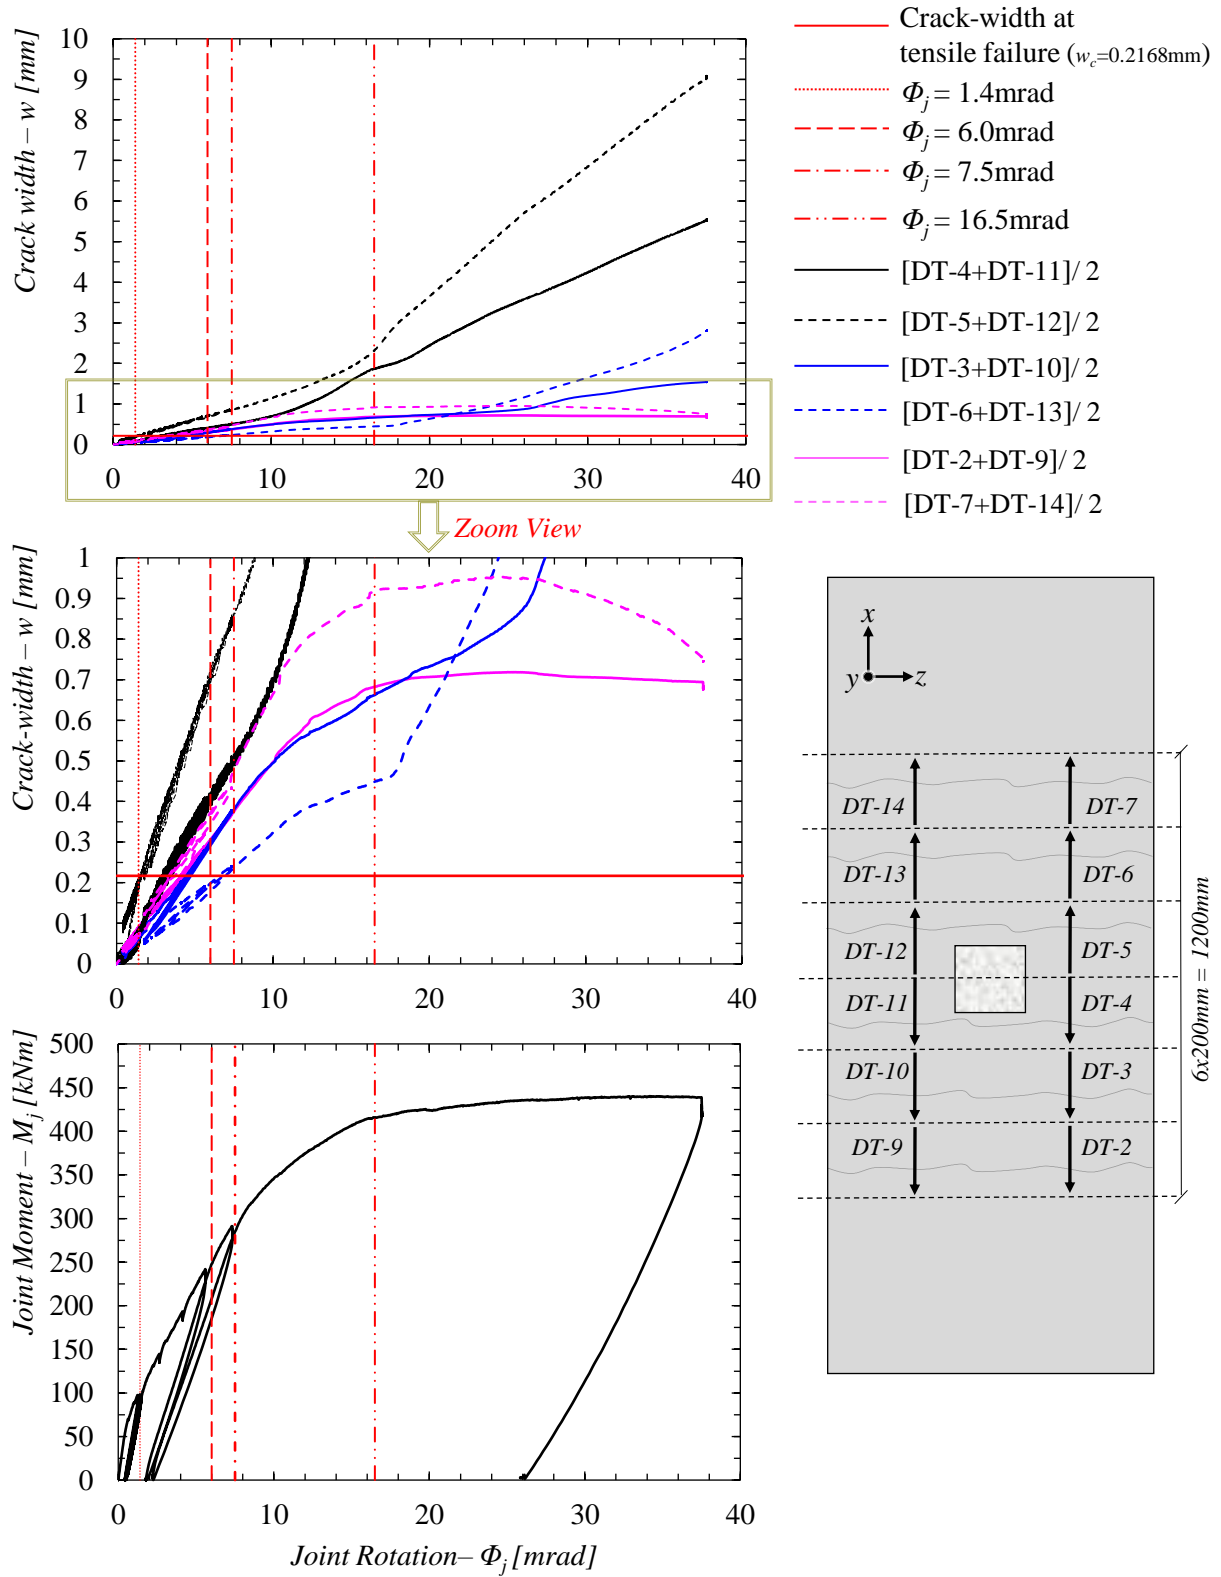 10
9
8
7
6
5
4
3
2
1
0
Crack width – w [mm]
0
10
20
30
40
Crack-width at
tensile failure (w_c=0.2168mm)
Φ_j = 1.4mrad
Φ_j = 6.0mrad
Φ_j = 7.5mrad
Φ_j = 16.5mrad
[DT-4+DT-11]/ 2
[DT-5+DT-12]/ 2
[DT-3+DT-10]/ 2
[DT-6+DT-13]/ 2
[DT-2+DT-9]/ 2
[DT-7+DT-14]/ 2
Zoom View
1
0.9
0.8
0.7
0.6
0.5
0.4
0.3
0.2
0.1
0
Crack-width – w [mm]
0
10
20
30
40
500
450
400
350
300
250
200
150
100
50
0
Joint Moment – M_j [kNm]
0
10
20
30
40
Joint Rotation– Φ_j [mrad]
x
y
z
DT-14
DT-7
DT-13
DT-6
DT-12
DT-5
DT-11
DT-4
DT-10
DT-3
DT-9
DT-2
6x200mm = 1200mm